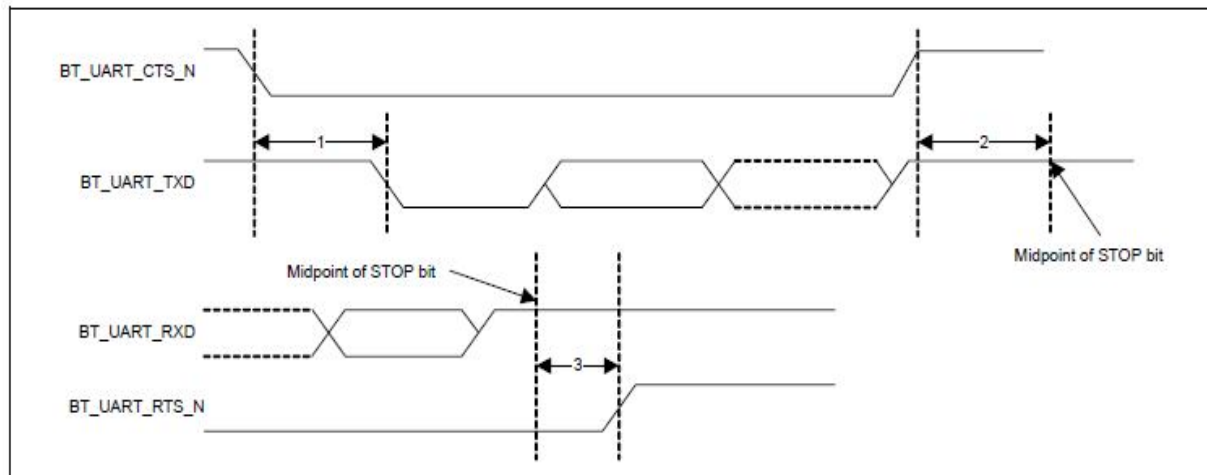 BT_UART_CTS_N
1
2
BT_UART_TXD
Midpoint of STOP bit
Midpoint of STOP bit
BT_UART_RXD
3
BT_UART_RTS_N